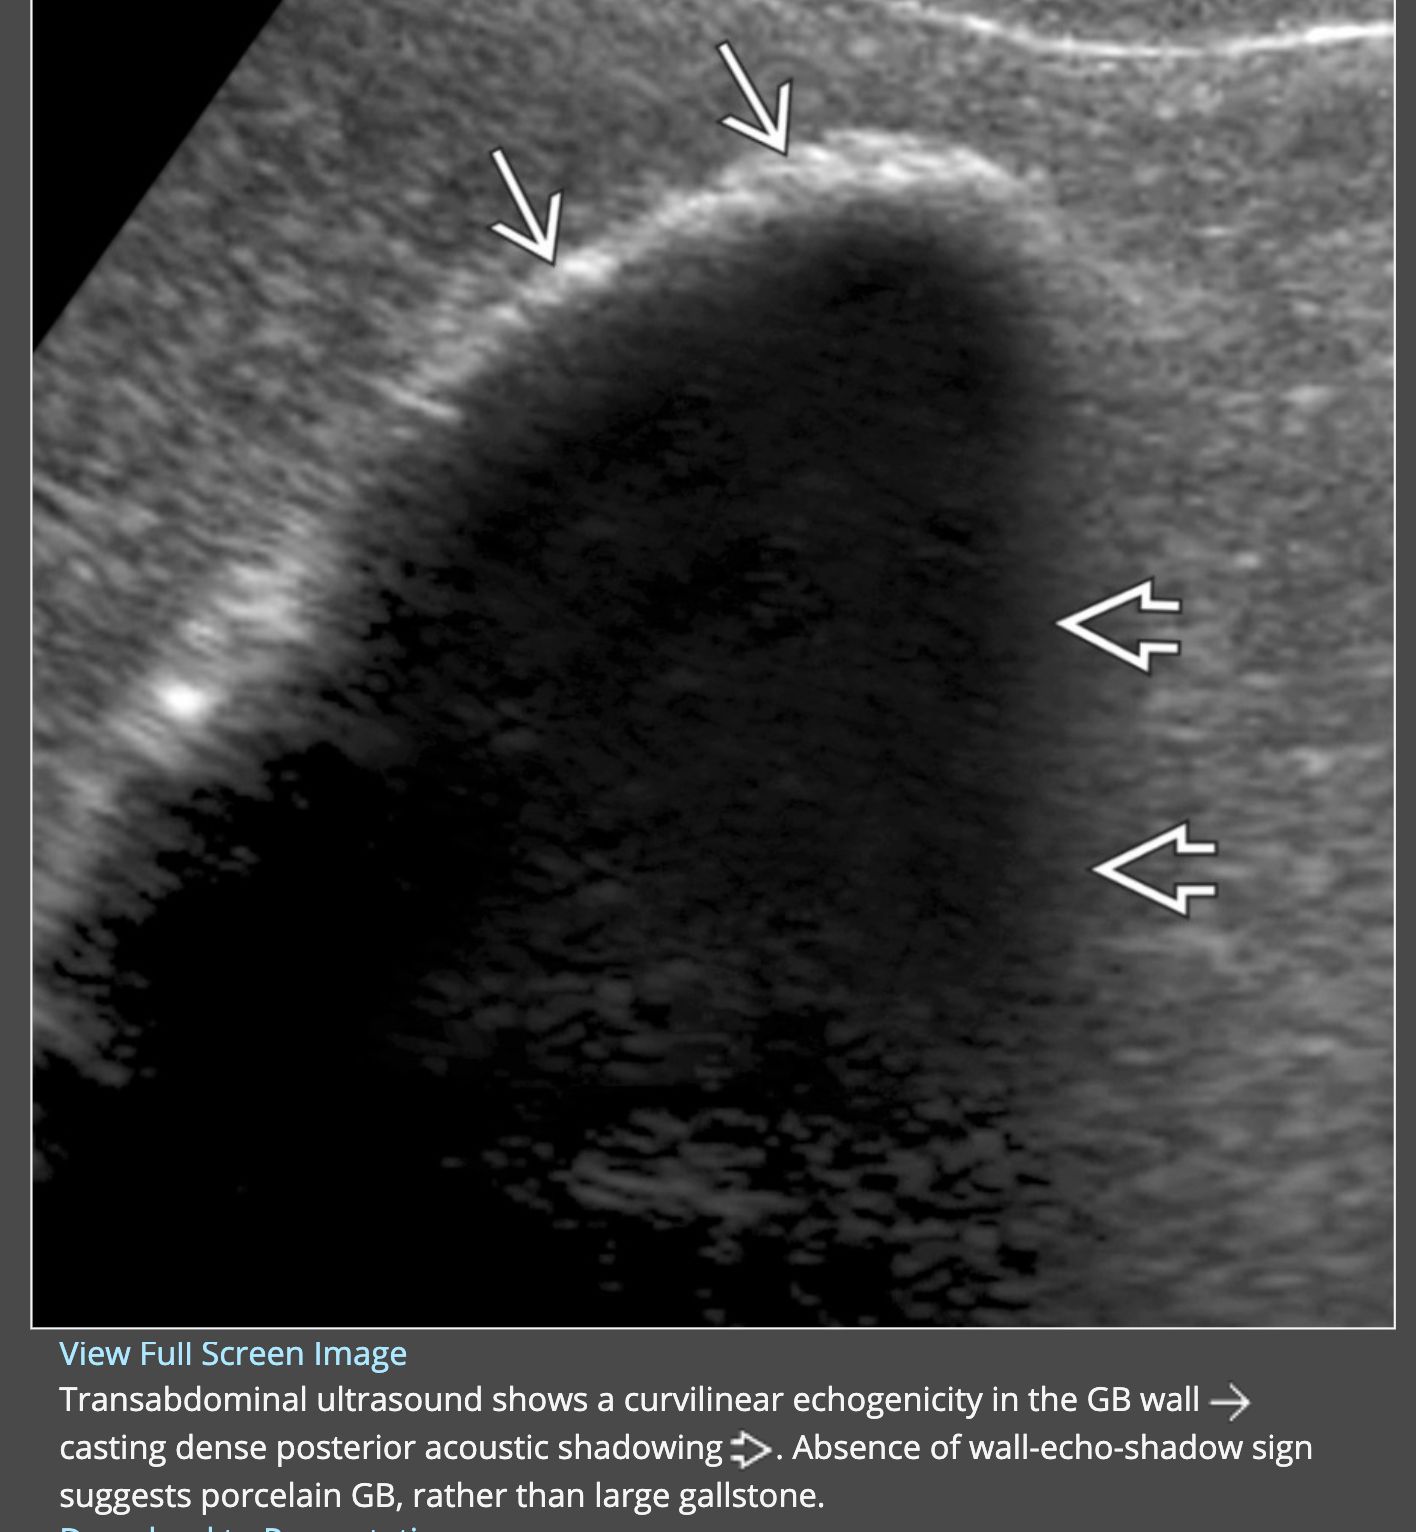 View Full Screen Image
Transabdominal ultrasound shows a curvilinear echogenicity in the GB wall
casting dense posterior acoustic shadowing . Absence of wall-echo-shadow sign
suggests porcelain GB, rather than large gallstone.